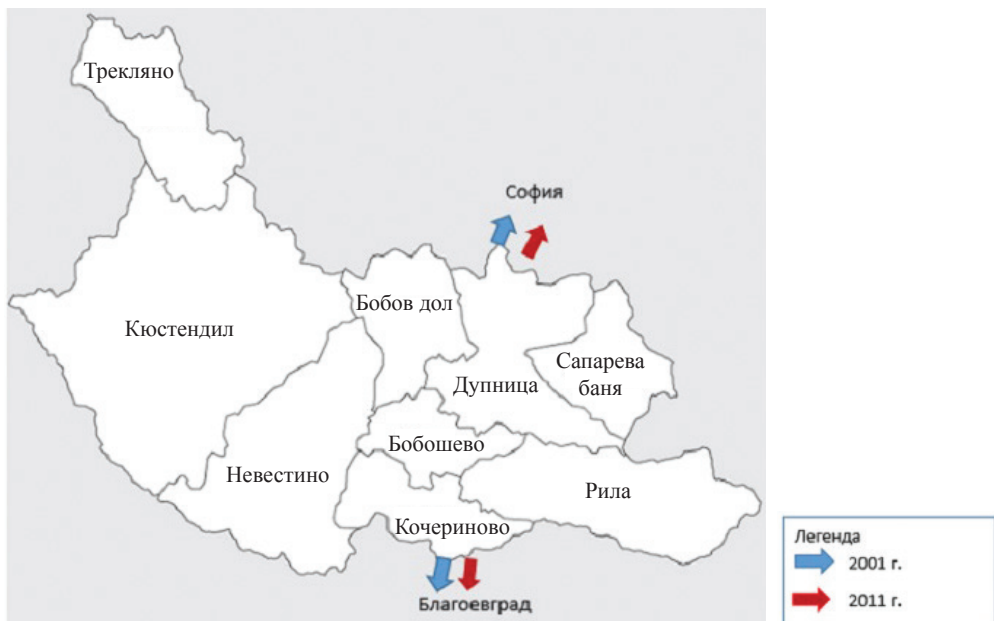 Трекляно
София
Бобов дол
Кюстендил
Сапарева
баня
Дупница
Бобошево
Невестино
Рила
Кочериново
Благоевград
Легенда
2001 г.
2011 г.